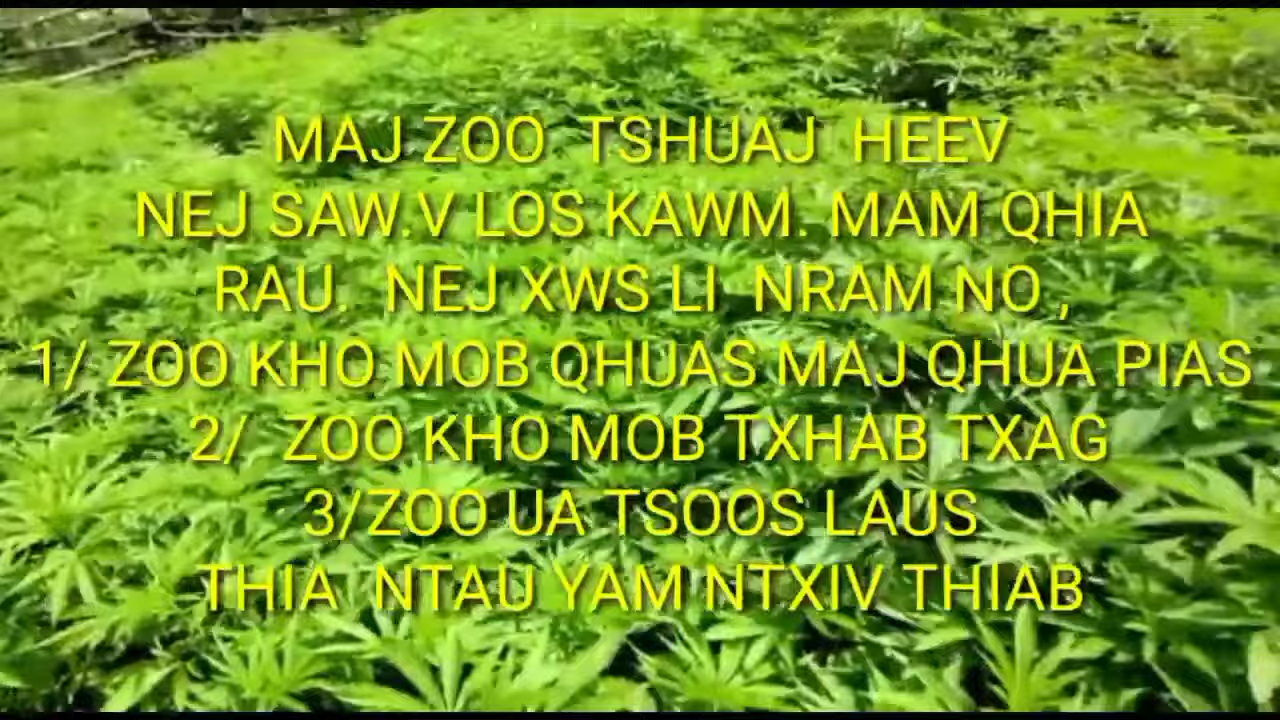 MAJ ZOO TSHUAJ HEEV
NEJ SAW.V LOS KAWM. MAM QHIA
RAU. NEJ XWS LI NRAM NO ,
1/ ZOO KHO MOB QHUAS MAJ QHUA PIAS
2/ ZOO KHO MOB TXHAB TXAG
3/ZOO UA TSOOS LAUS
THIA NTAU YAM NTXIV THIAB